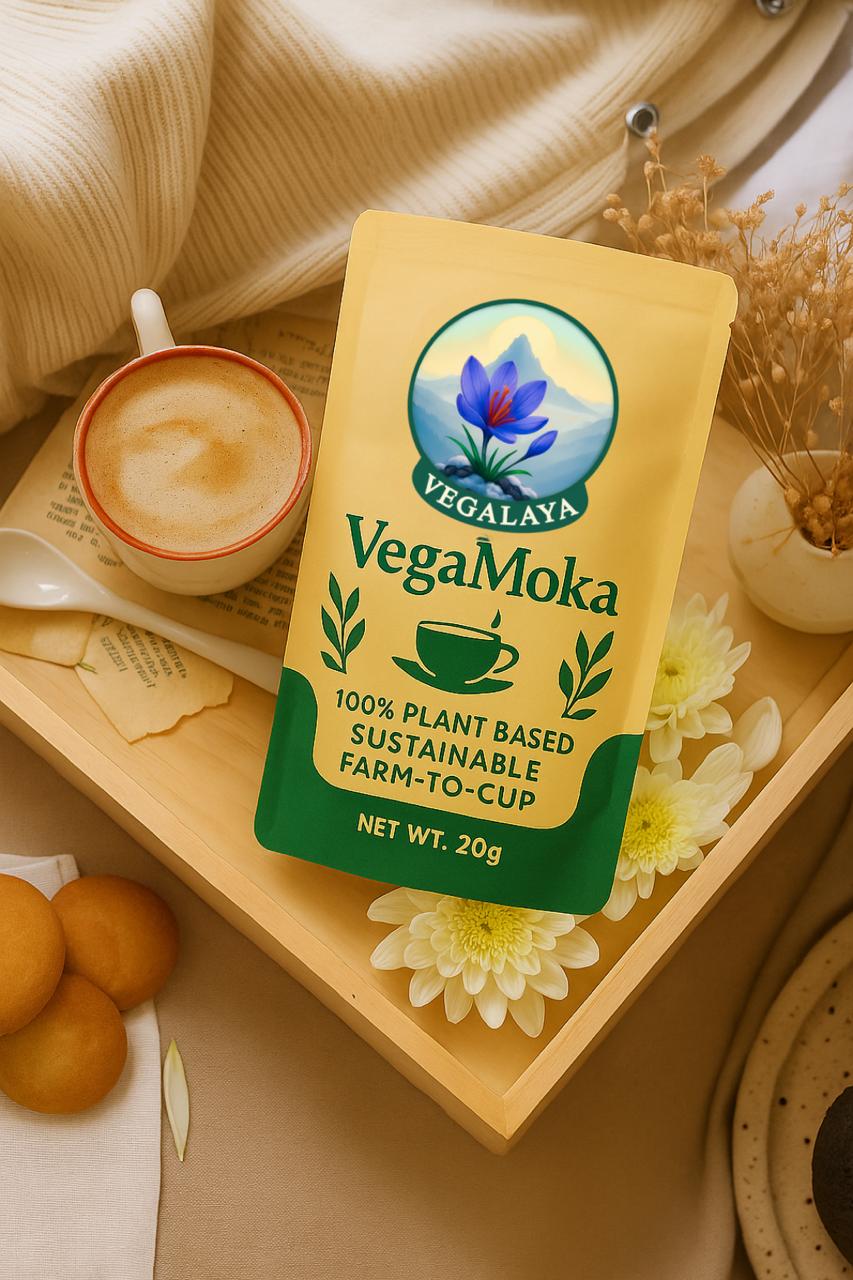 VEGALAYA
VegaMoka
100% PLANT BASED
SUSTAINABLE
FARM-TO-CUP
NET WT. 20g